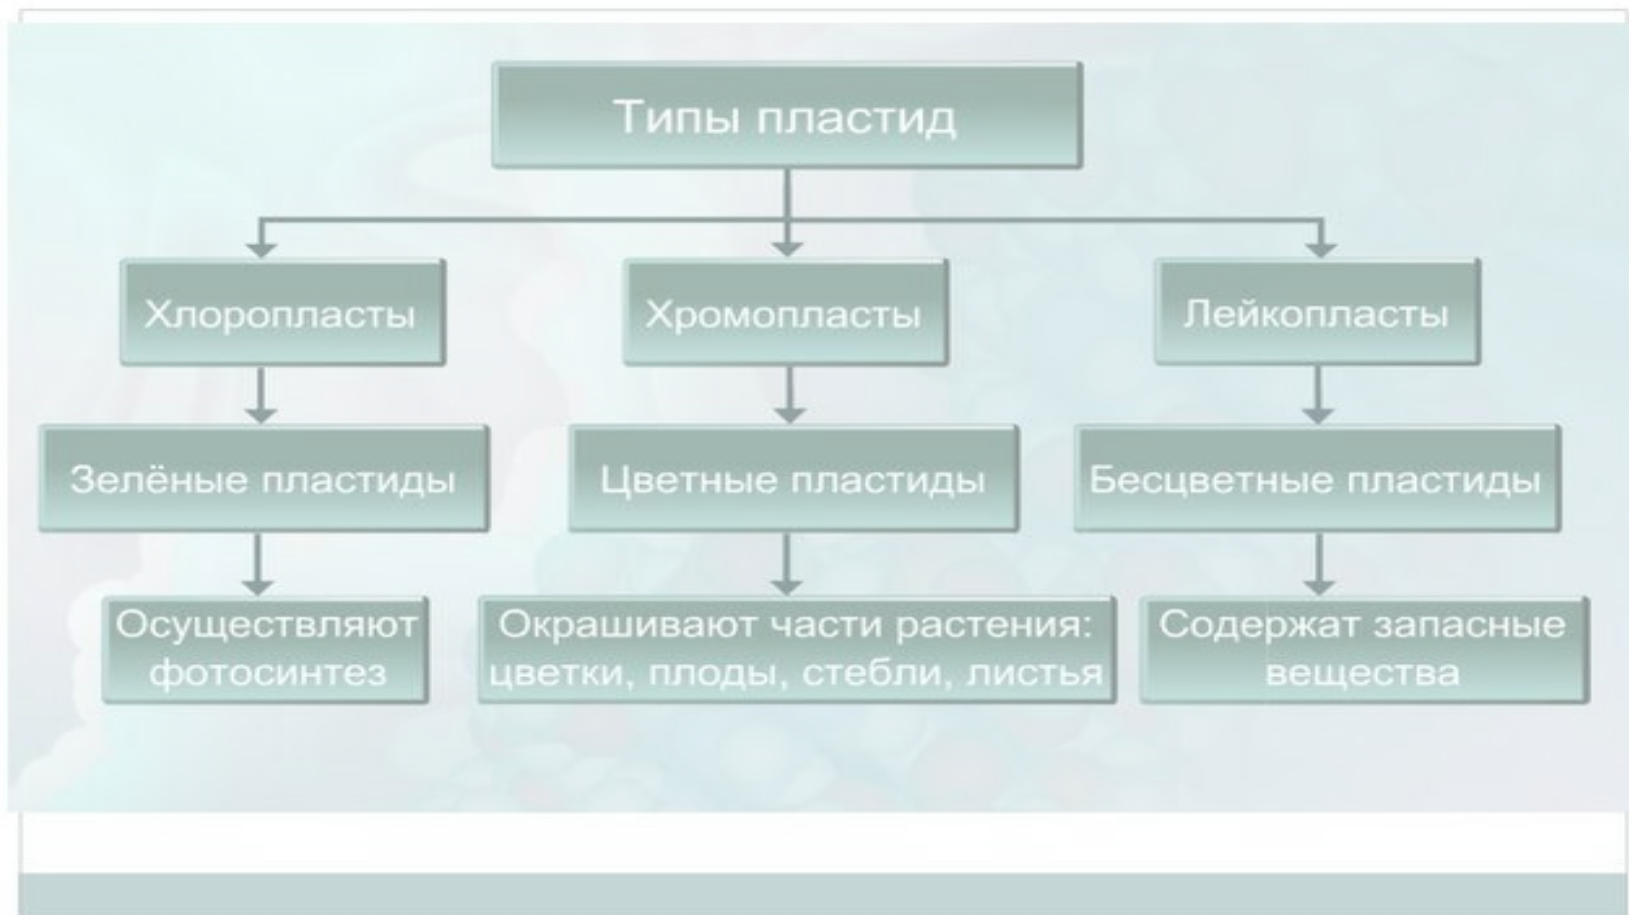 Типы пластид
Хлоропласты
Хромопласты
Лейкопласты
Зелёные пластиды
Цветные пластиды
Бесцветные пластиды
Осуществляют
фотосинтез
Окрашивают части растения:
цветки, плоды, стебли, листья
Содержат запасные
вещества